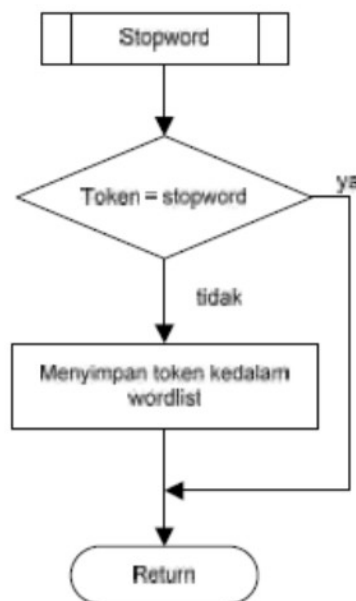 Stopword
Token = stopword
ya
tidak
Menyimpan token kedalam
wordlist
Return